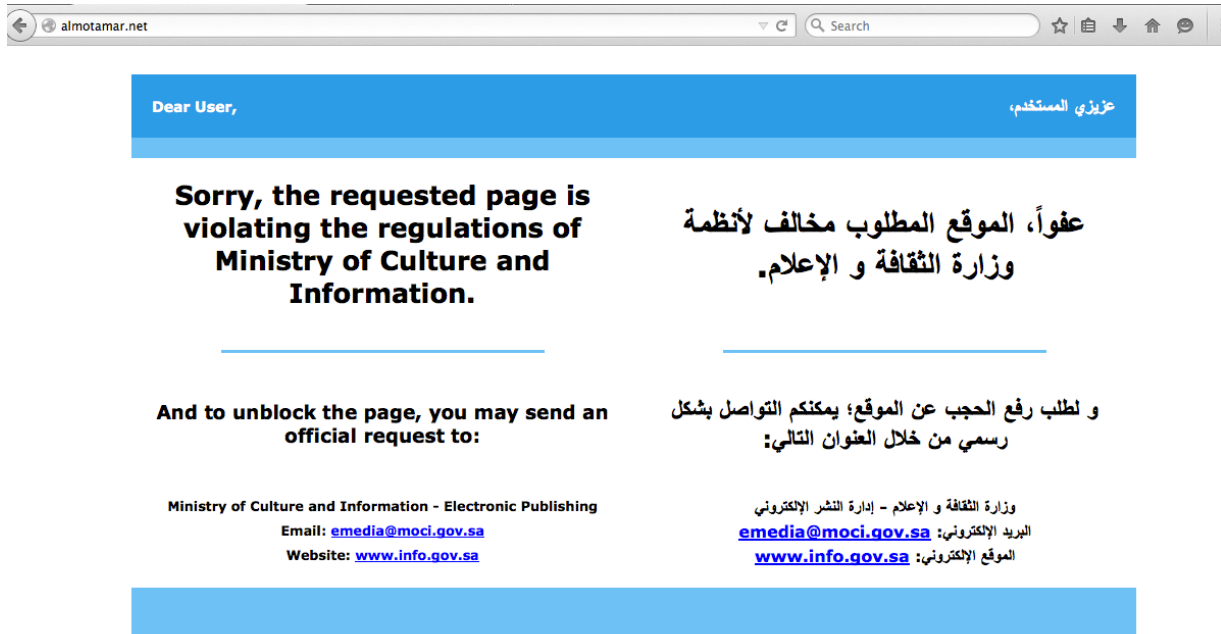 almotamar.net
Search
Dear User,
عزيزي المستخدم،
Sorry, the requested page is
violating the regulations of
Ministry of Culture and
Information.
عفواً، الموقع المطلوب مخالف لأنظمة
وزارة الثقافة و الإعلام.
And to unblock the page, you may send an
official request to:
و لطلب رفع الحجب عن الموقع؛ يمكنكم التواصل بشكل
رسمي من خلال العنوان التالي:
Ministry of Culture and Information - Electronic Publishing
Email: emedia@moci.gov.sa
Website: www.info.gov.sa
وزارة الثقافة و الإعلام - إدارة النشر الإلكتروني
البريد الإلكتروني: emedia@moci.gov.sa
الموقع الإلكتروني: www.info.gov.sa